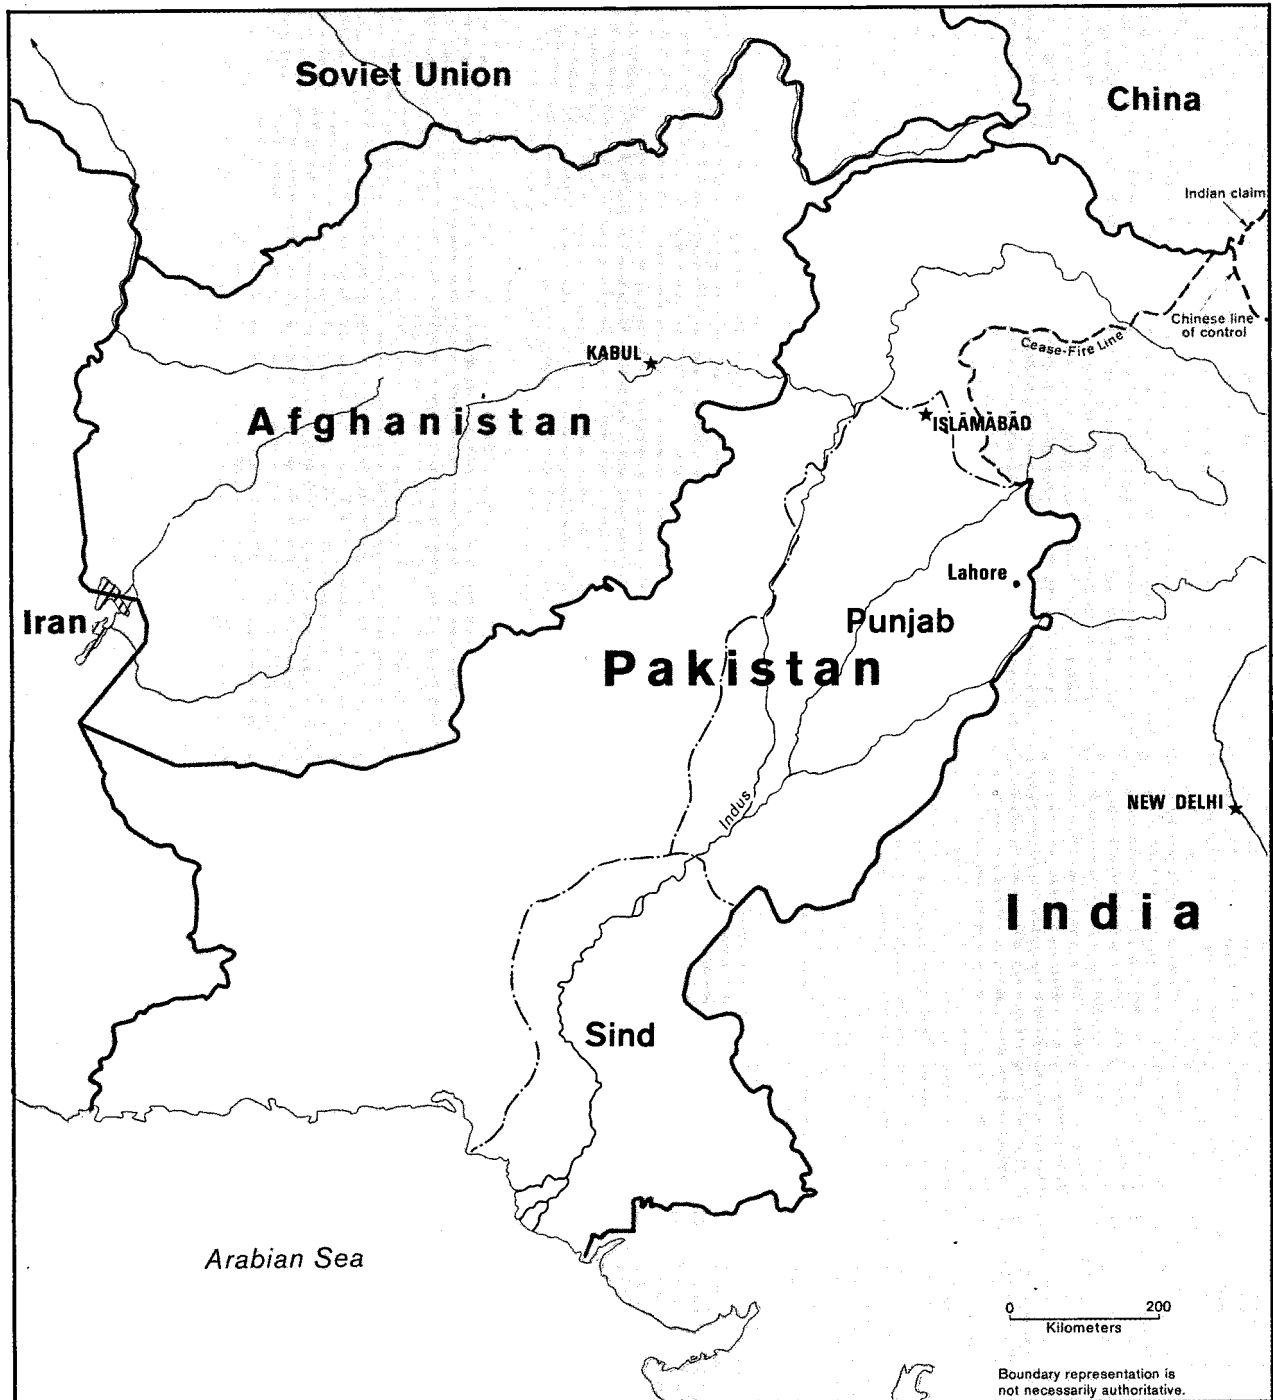 Soviet Union
China
Indian claim
Chinese line
of control
Cease-Fire Line
KABUL
Afghanistan
ISLĀMĀBĀD
Lahore
Iran
Punjab
Pakistan
Indus
NEW DELHI
India
Sind
Arabian Sea
0 200
Kilometers
Boundary representation is
not necessarily authoritative.